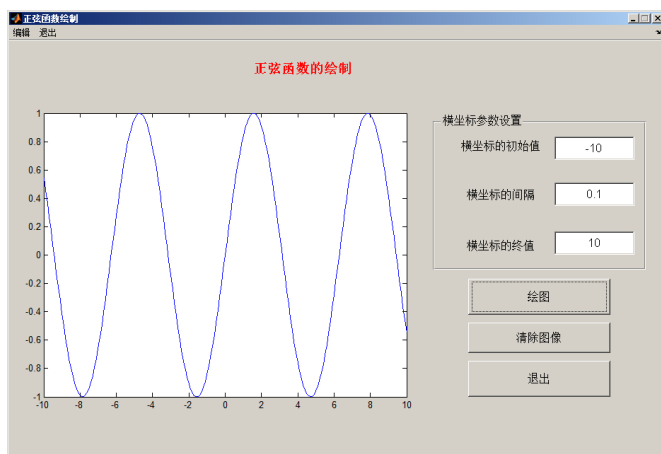 正弦函数绘制
编辑 退出
正弦函数的绘制
1
0.8
0.6
0.4
0.2
0
-0.2
-0.4
-0.6
-0.8
-1
-10 -8 -6 -4 -2 0 2 4 6 8 10
横坐标参数设置
横坐标的初始值 -10
横坐标的间隔 0.1
横坐标的终值 10
绘图
清除图像
退出